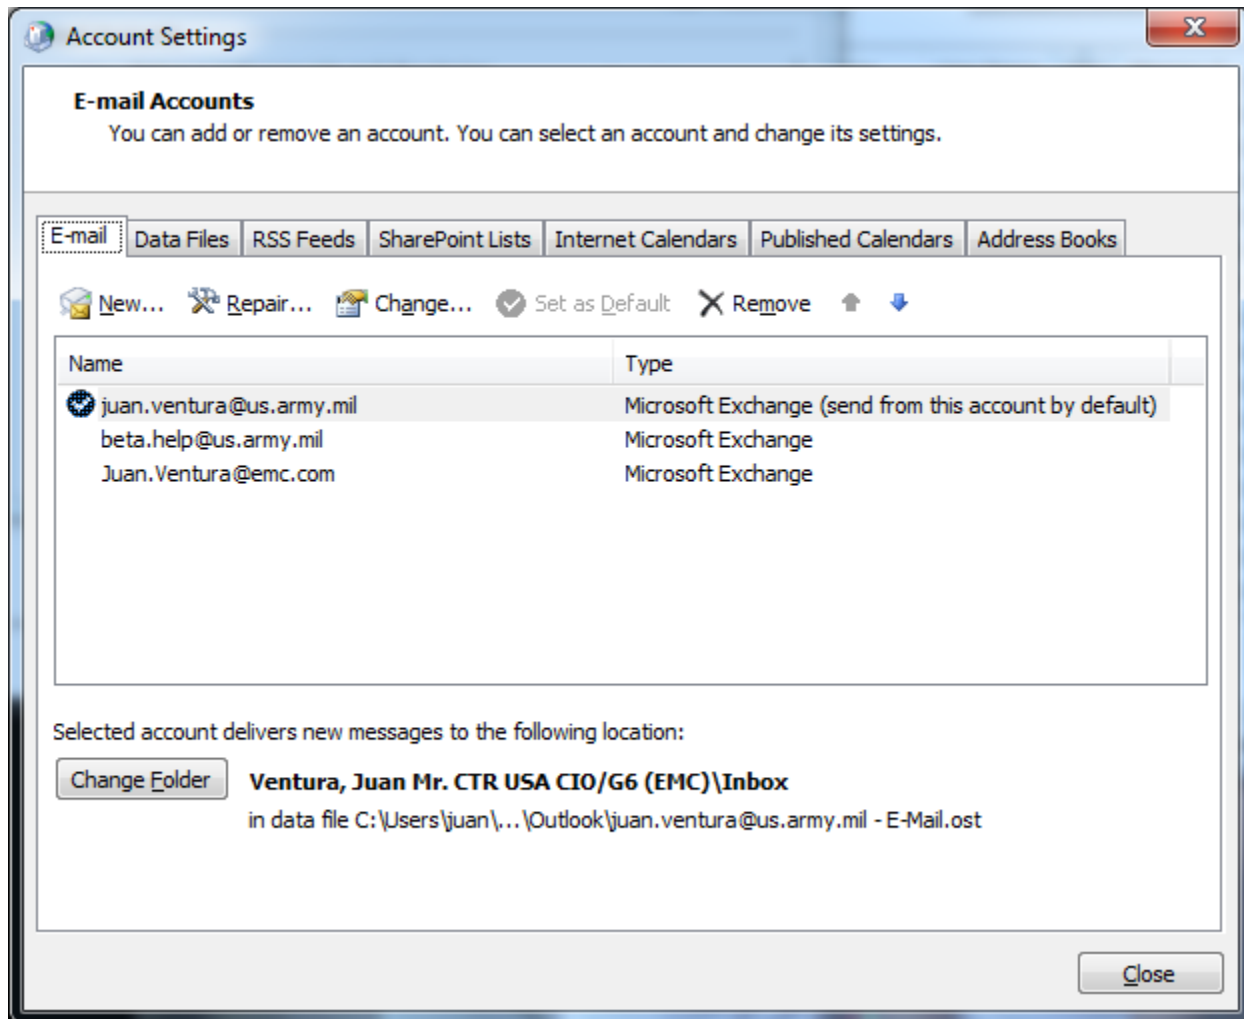 Account Settings
E-mail Accounts
You can add or remove an account. You can select an account and change its settings.
E-mail Data Files RSS Feeds SharePoint Lists Internet Calendars Published Calendars Address Books
New... Repair... Change... Set as Default Remove
Name Type
juan.ventura@us.army.mil Microsoft Exchange (send from this account by default)
beta.help@us.army.mil Microsoft Exchange
Juan.Ventura@emc.com Microsoft Exchange
Selected account delivers new messages to the following location:
Change Folder Ventura, Juan Mr. CTR USA CIO/G6 (EMC)\Inbox
in data file C:\Users\juan\...\Outlook\juan.ventura@us.army.mil - E-Mail.ost
Close